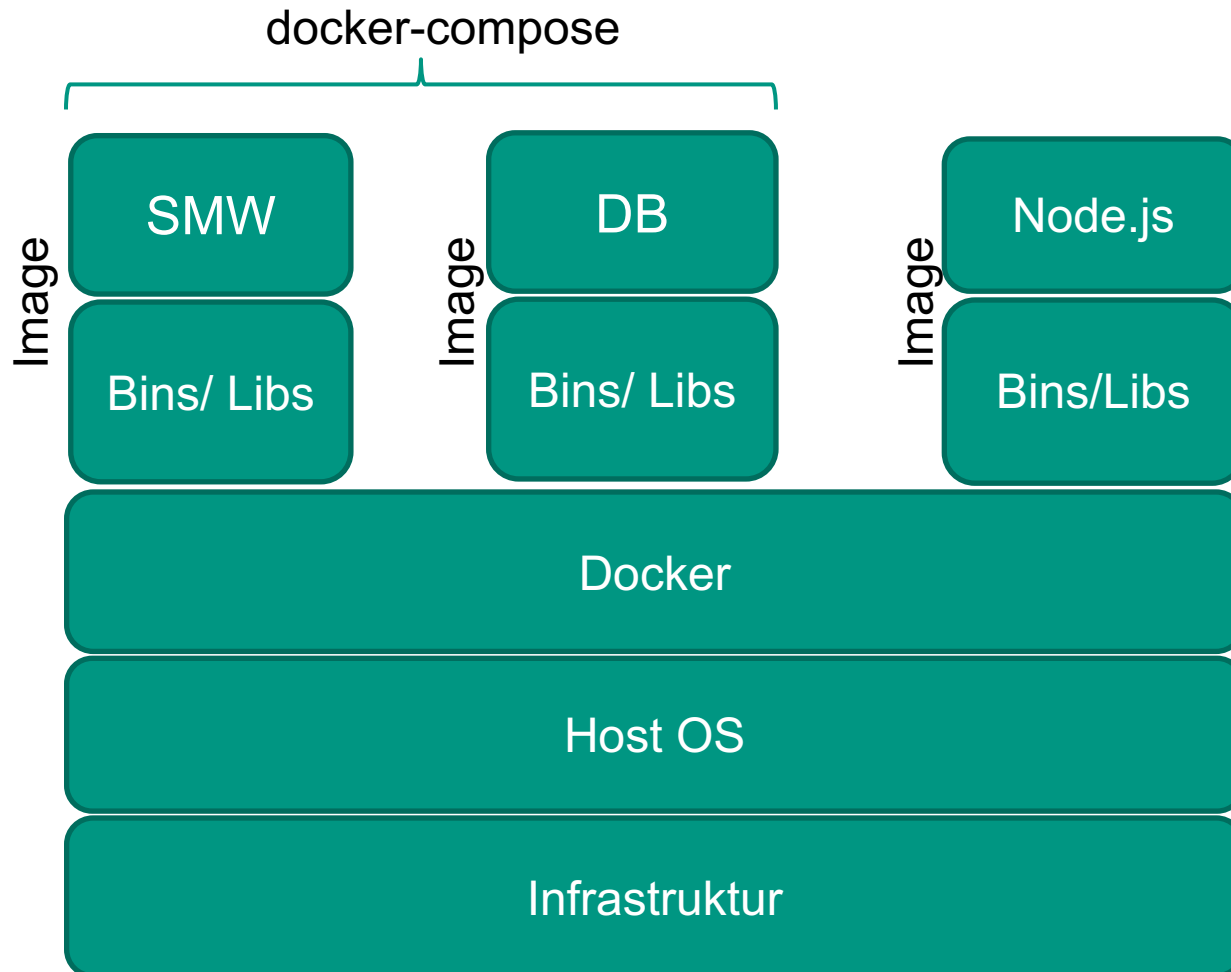 docker-compose
SMW
DB
Node.js
Image
Image
Image
Bins/ Libs
Bins/ Libs
Bins/Libs
Docker
Host OS
Infrastruktur